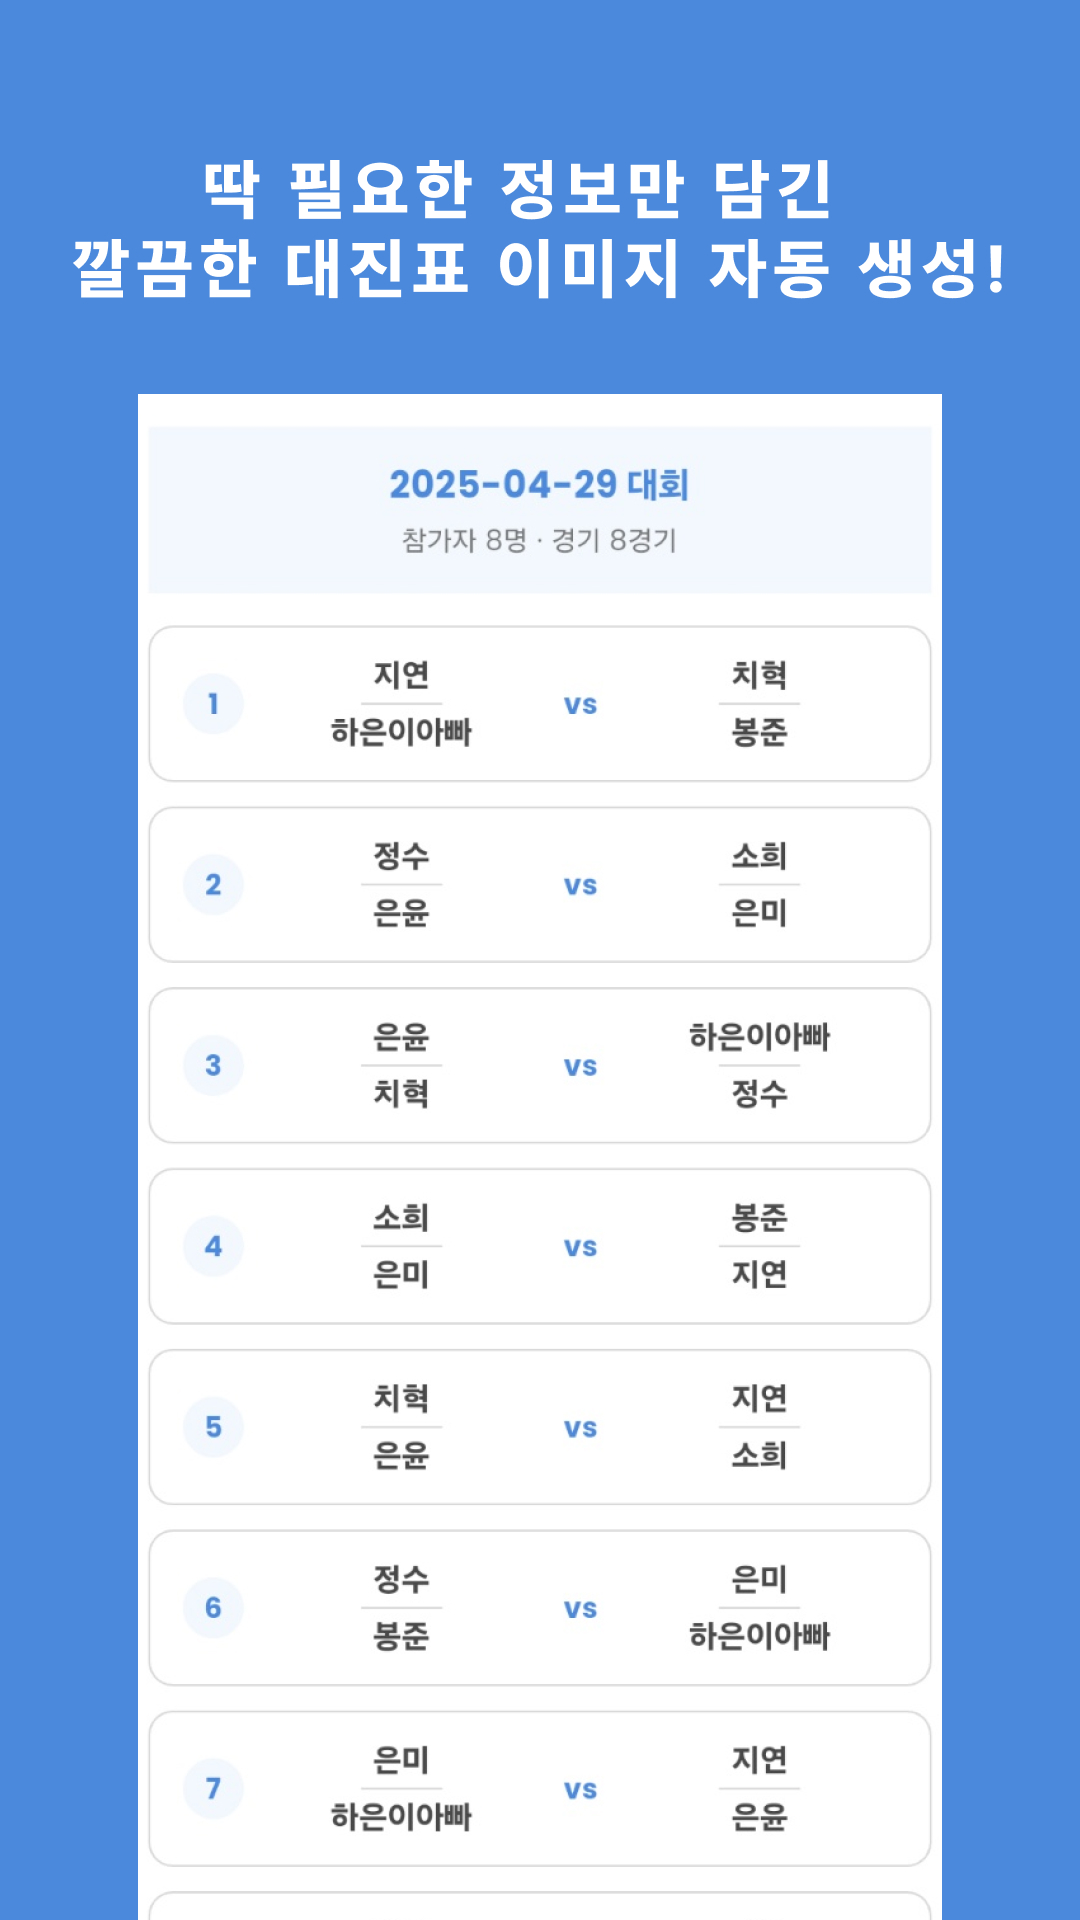 딱 필요한 정보만 담긴
깔끔한 대진표 이미지 자동 생성!
2025-04-29 대회
참가자 8명 · 경기 8경기
1
지연
하은이아빠
vs
치혁
봉준
2
정수
은윤
vs
소희
은미
3
은윤
치혁
vs
하은이아빠
정수
4
소희
은미
vs
봉준
지연
5
치혁
은윤
vs
지연
소희
6
정수
봉준
vs
은미
하은이아빠
7
은미
하은이아빠
vs
지연
은윤